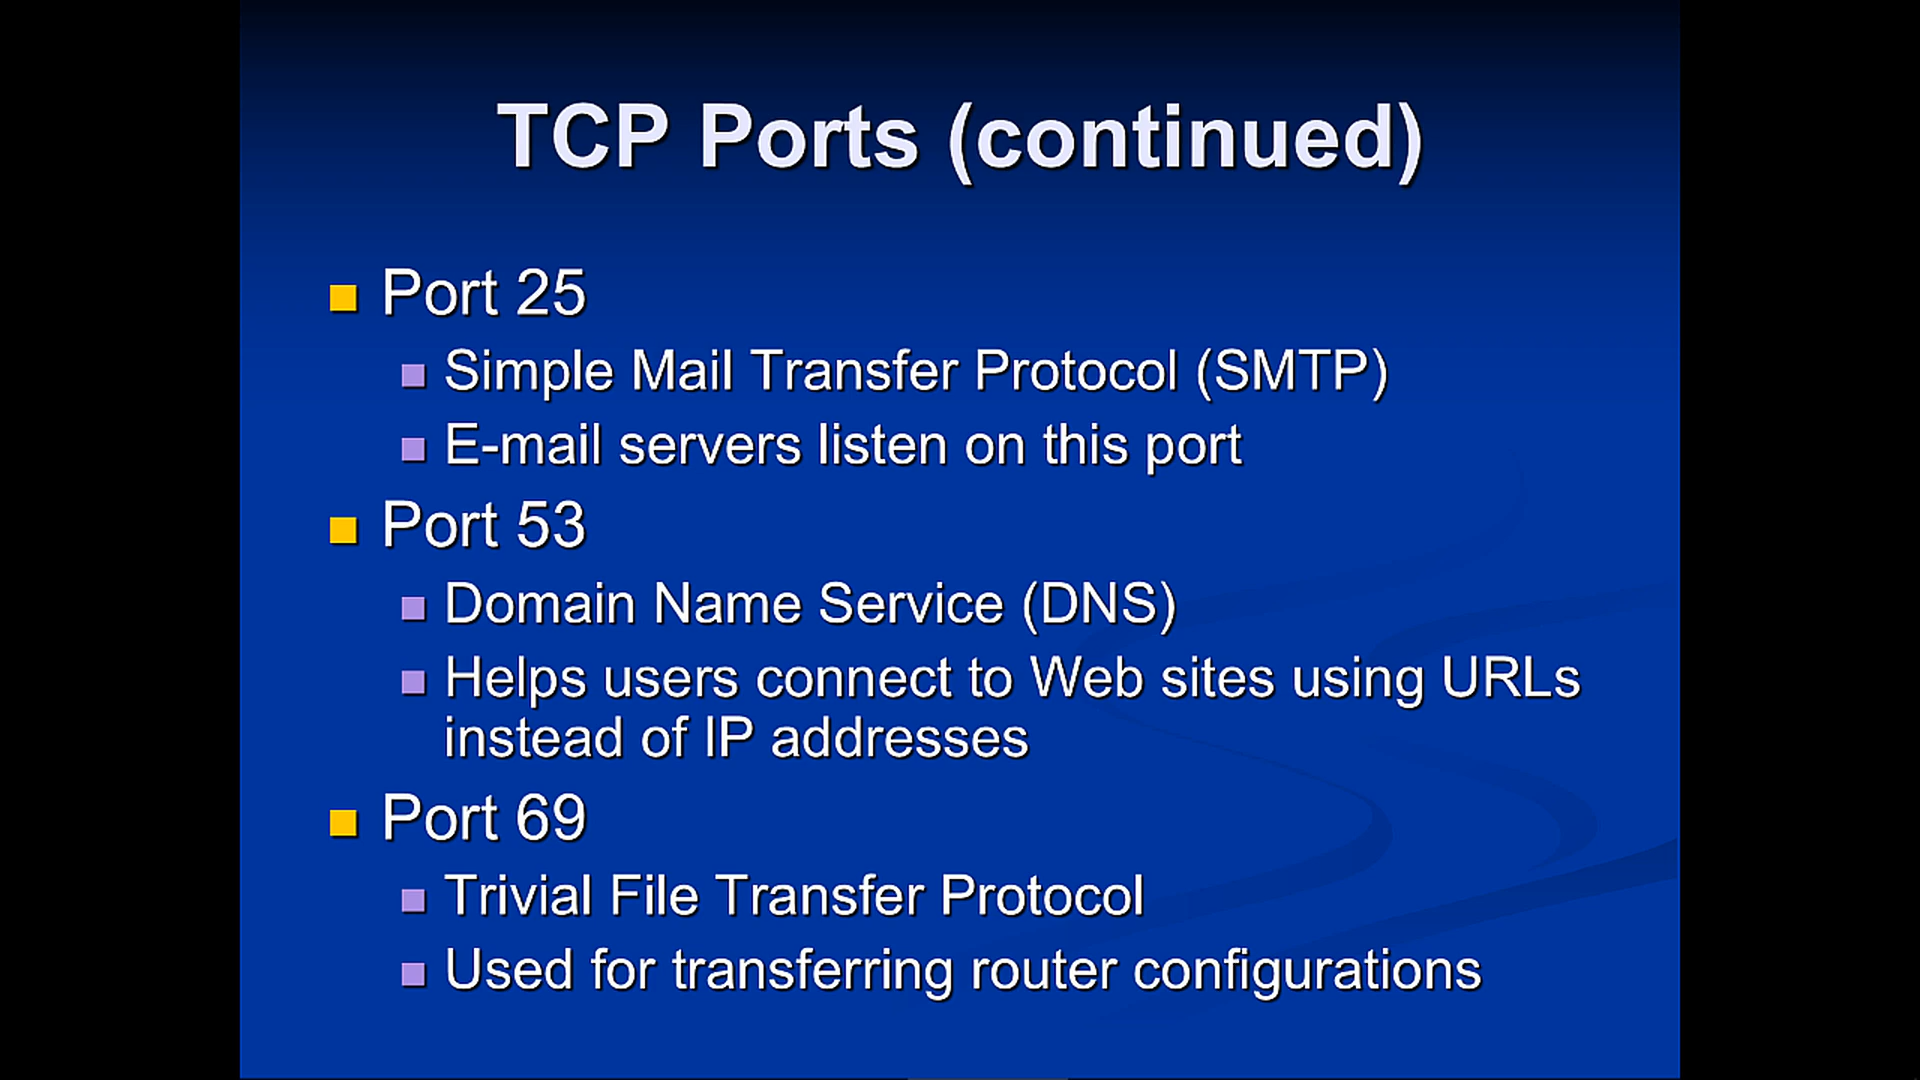 TCP Ports (continued)
Port 25
Simple Mail Transfer Protocol (SMTP)
E-mail servers listen on this port
Port 53
Domain Name Service (DNS)
Helps users connect to Web sites using URLs
instead of IP addresses
Port 69
Trivial File Transfer Protocol
Used for transferring router configurations